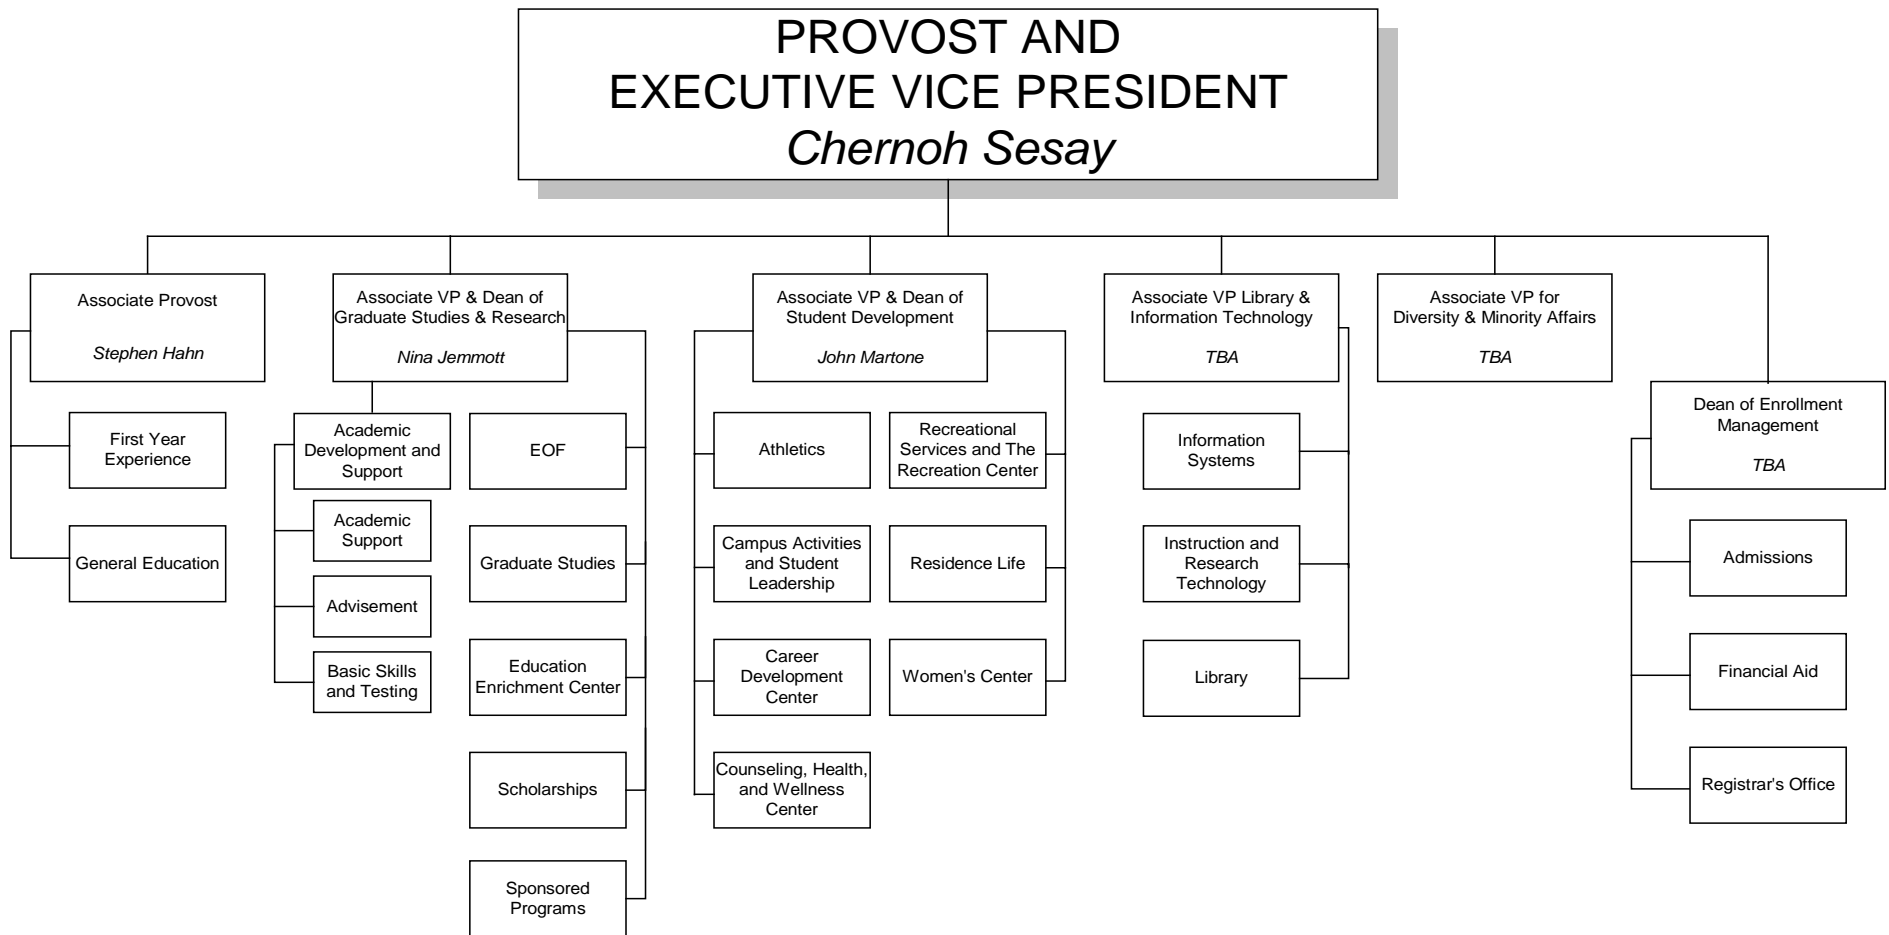 PROVOST AND
EXECUTIVE VICE PRESIDENT
Chernoh Sesay
Associate Provost
Stephen Hahn
First Year
Experience
General Education
Associate VP & Dean of
Graduate Studies & Research
Nina Jemmott
Academic
Development and
Support
Academic
Support
Advisement
Basic Skills
and Testing
EOF
Graduate Studies
Education
Enrichment Center
Scholarships
Sponsored
Programs
Associate VP & Dean of
Student Development
John Martone
Athletics
Campus Activities
and Student
Leadership
Career
Development
Center
Counseling, Health,
and Wellness
Center
Recreational
Services and The
Recreation Center
Residence Life
Women's Center
Associate VP Library &
Information Technology
TBA
Information
Systems
Instruction and
Research
Technology
Library
Associate VP for
Diversity & Minority Affairs
TBA
Dean of Enrollment
Management
TBA
Admissions
Financial Aid
Registrar's Office